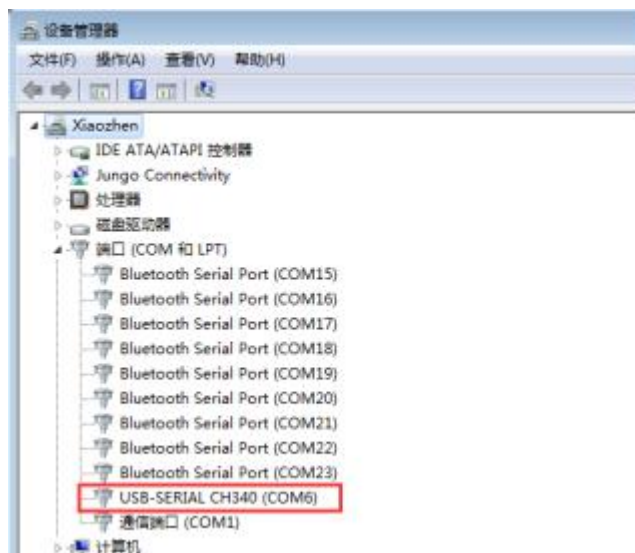 设备管理器
文件(F) 操作(A) 查看(V) 帮助(H)
Xiaozhen
IDE ATA/ATAPI 控制器
Jungo Connectivity
处理器
磁盘驱动器
端口 (COM 和 LPT)
Bluetooth Serial Port (COM15)
Bluetooth Serial Port (COM16)
Bluetooth Serial Port (COM17)
Bluetooth Serial Port (COM18)
Bluetooth Serial Port (COM19)
Bluetooth Serial Port (COM20)
Bluetooth Serial Port (COM21)
Bluetooth Serial Port (COM22)
Bluetooth Serial Port (COM23)
USB-SERIAL CH340 (COM6)
通信端口 (COM1)
计算机